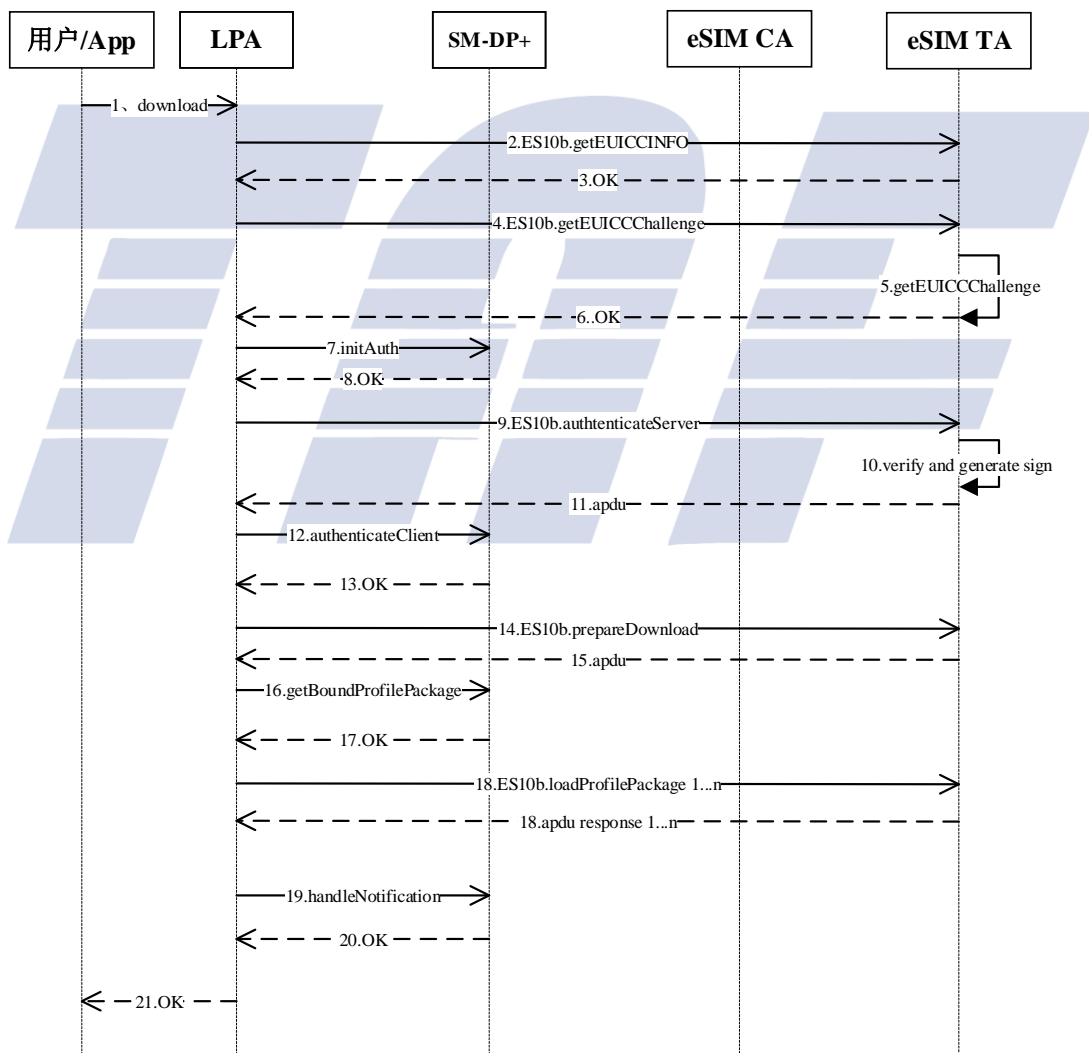 用户/App
LPA
SM-DP+
eSIM CA
eSIM TA
1、download
2.ES10b.getEUICCINFO
3.OK
4.ES10b.getEUICCChallenge
5.getEUICCChallenge
6..OK
7.initAuth
8.OK
9.ES10b.authtenticateServer
10.verify and generate sign
11.apdu
12.authenticateClient
13.OK
14.ES10b.prepareDownload
15.apdu
16.getBoundProfilePackage
17.OK
18.ES10b.loadProfilePackage 1...n
18.apdu response 1...n
19.handleNotification
20.OK
21.OK
TAF